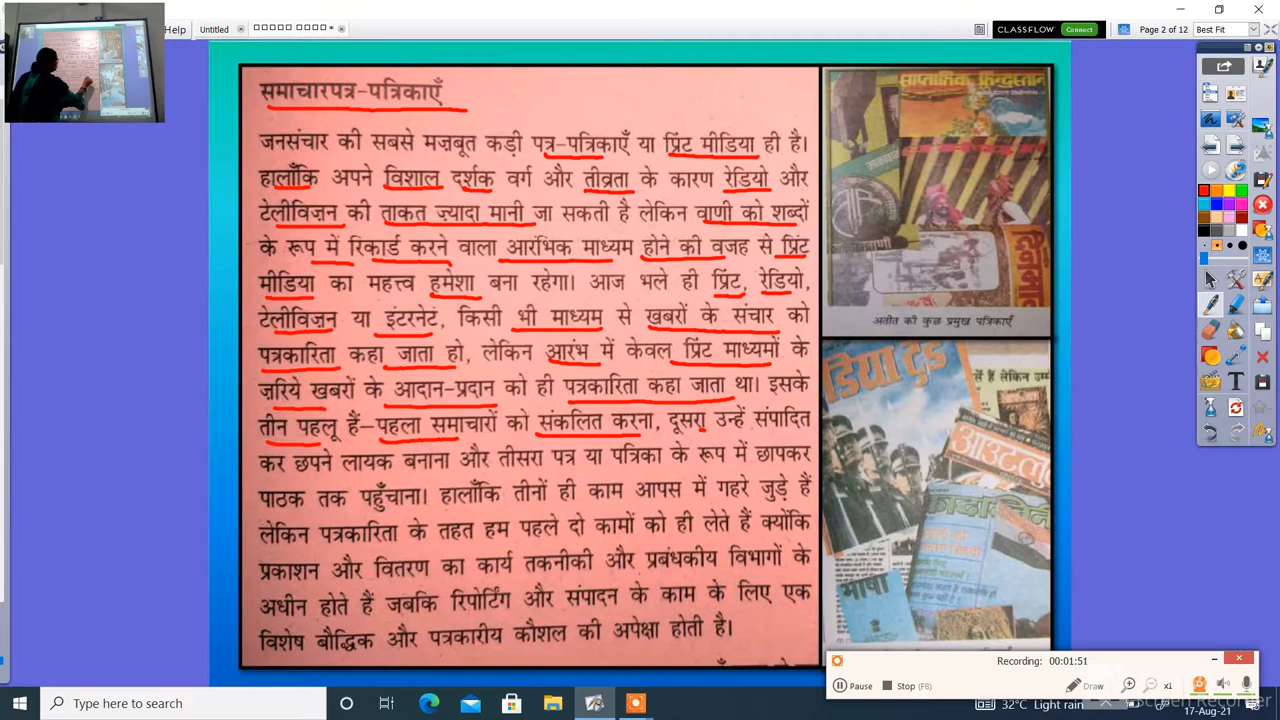 Help
Untitled
CLASSFLOW
Connect
Page 2 of 12
Best Fit
समाचारपत्र-पत्रिकाएँ
जनसंचार की सबसे मज़बूत कड़ी पत्र-पत्रिकाएँ या प्रिंट मीडिया ही है।
हालाँकि अपने विशाल दर्शक वर्ग और तीव्रता के कारण रेडियो और
टेलीविज़न की ताकत ज़्यादा मानी जा सकती है लेकिन वाणी को शब्दों
के रूप में रिकार्ड करने वाला आरंभिक माध्यम होने की वजह से प्रिंट
मीडिया का महत्त्व हमेशा बना रहेगा। आज भले ही प्रिंट, रेडियो,
टेलीविज़न या इंटरनेट, किसी भी माध्यम से खबरों के संचार को
पत्रकारिता कहा जाता हो, लेकिन आरंभ में केवल प्रिंट माध्यमों के
ज़रिये खबरों के आदान-प्रदान को ही पत्रकारिता कहा जाता था। इसके
तीन पहलू हैं—पहला समाचारों को संकलित करना, दूसरा उन्हें संपादित
कर छपने लायक बनाना और तीसरा पत्र या पत्रिका के रूप में छापकर
पाठक तक पहुँचाना। हालाँकि तीनों ही काम आपस में गहरे जुड़े हैं
लेकिन पत्रकारिता के तहत हम पहले दो कामों को ही लेते हैं क्योंकि
प्रकाशन और वितरण का कार्य तकनीकी और प्रबंधकीय विभागों के
अधीन होते हैं जबकि रिपोर्टिंग और संपादन के काम के लिए एक
विशेष बौद्धिक और पत्रकारीय कौशल की अपेक्षा होती है।
साप्ताहिक हिन्दुस्तान
दिनमान
अतीत की कुछ प्रमुख पत्रिकाएँ
डिया टुडे
सें हैं लेकिन उम्म
आउटलु
कादम्बिनी
भाषा
Recording: 00:01:51
Pause
Stop (F8)
Draw
x1
Type here to search
32°C Light rain
17-Aug-21
Screen Recorder